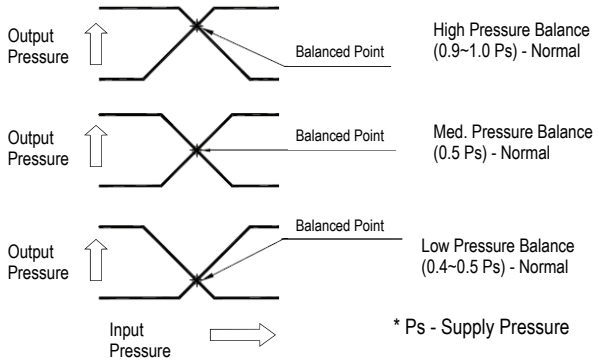 Output
Pressure
Balanced Point
High Pressure Balance
(0.9~1.0 Ps) - Normal
Output
Pressure
Balanced Point
Med. Pressure Balance
(0.5 Ps) - Normal
Output
Pressure
Balanced Point
Low Pressure Balance
(0.4~0.5 Ps) - Normal
Input
Pressure
* Ps - Supply Pressure